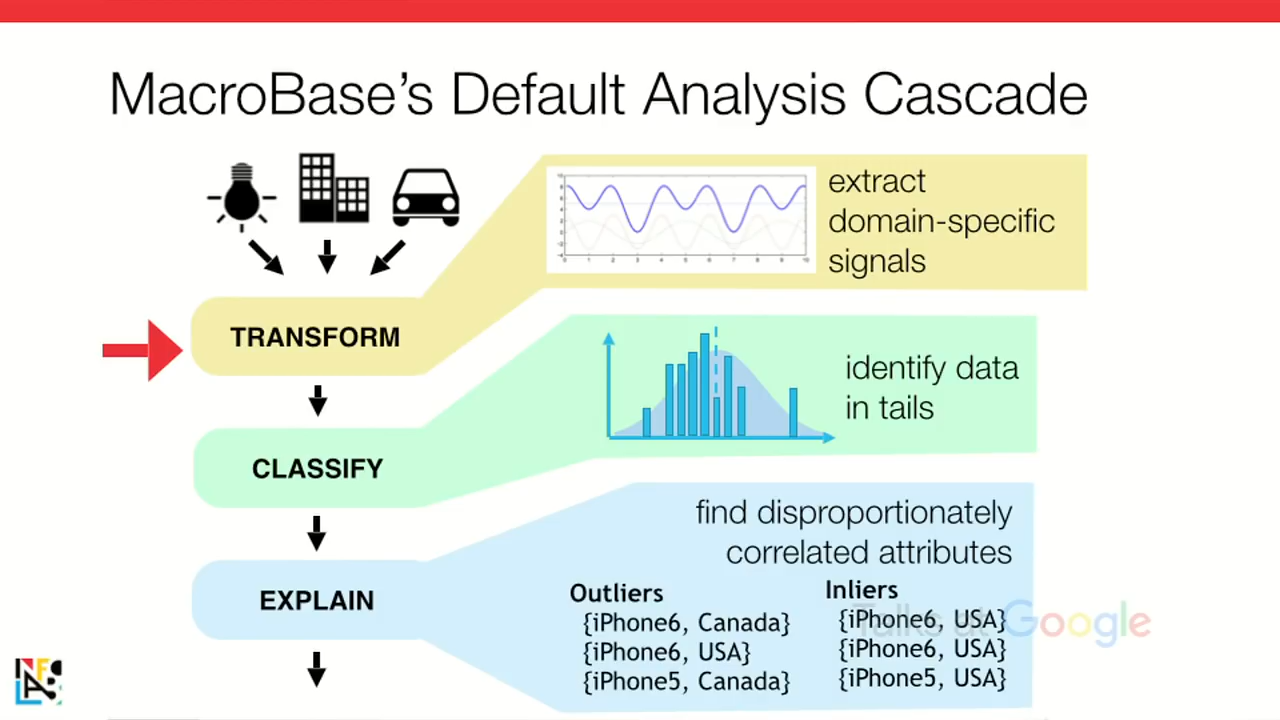 MacroBase's Default Analysis Cascade
extract
domain-specific
signals
TRANSFORM
identify data
in tails
CLASSIFY
find disproportionately
correlated attributes
EXPLAIN
Outliers
{iPhone6, Canada}
{iPhone6, USA}
{iPhone5, Canada}
Inliers
{iPhone6, USA}
{iPhone6, USA}
{iPhone5, USA}
Talks at Google